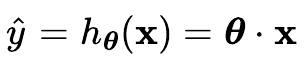 ŷ = h_θ(x) = θ · x